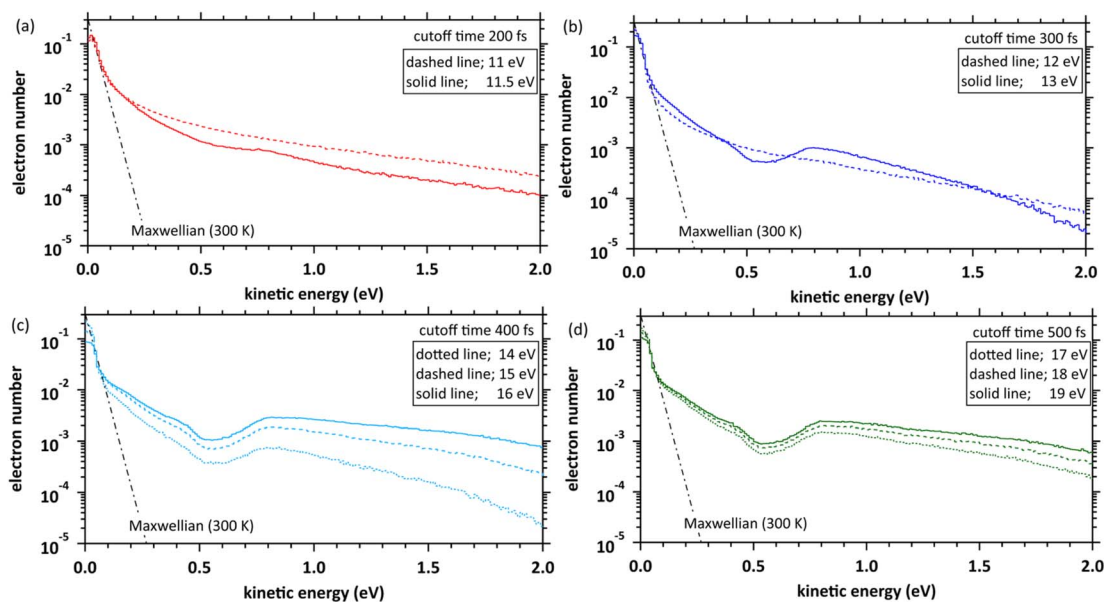 (a)
cutoff time 200 fs
dashed line; 11 eV
solid line; 11.5 eV
electron number
10-1
10-2
10-3
10-4
10-5
Maxwellian (300 K)
0.0 0.5 1.0 1.5 2.0
kinetic energy (eV)
(b)
cutoff time 300 fs
dashed line; 12 eV
solid line; 13 eV
electron number
10-1
10-2
10-3
10-4
10-5
Maxwellian (300 K)
0.0 0.5 1.0 1.5 2.0
kinetic energy (eV)
(c)
cutoff time 400 fs
dotted line; 14 eV
dashed line; 15 eV
solid line; 16 eV
electron number
10-1
10-2
10-3
10-4
10-5
Maxwellian (300 K)
0.0 0.5 1.0 1.5 2.0
kinetic energy (eV)
(d)
cutoff time 500 fs
dotted line; 17 eV
dashed line; 18 eV
solid line; 19 eV
electron number
10-1
10-2
10-3
10-4
10-5
Maxwellian (300 K)
0.0 0.5 1.0 1.5 2.0
kinetic energy (eV)